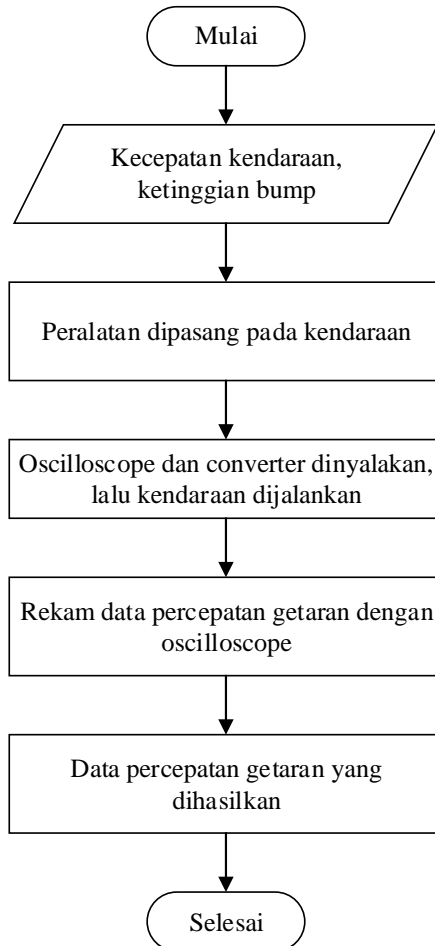 Mulai
Kecepatan kendaraan,
ketinggian bump
Peralatan dipasang pada kendaraan
Oscilloscope dan converter dinyalakan,
lalu kendaraan dijalankan
Rekam data percepatan getaran dengan
oscilloscope
Data percepatan getaran yang
dihasilkan
Selesai